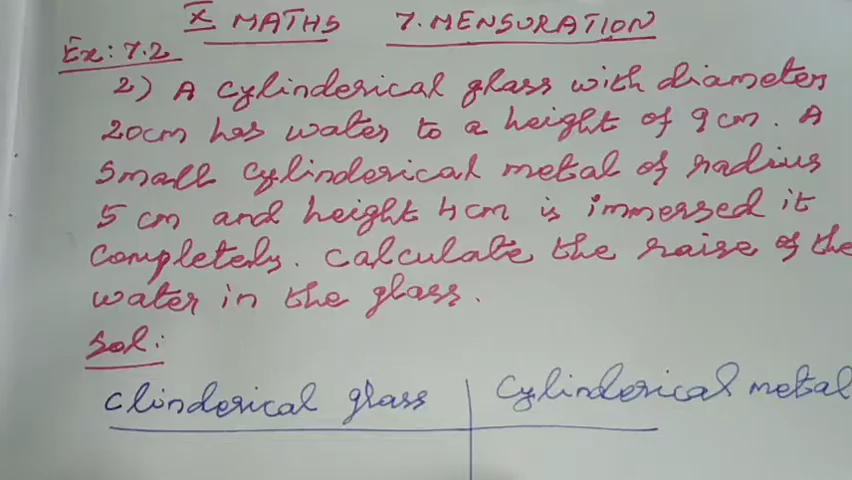 X MATHS 7. MENSURATION
Ex: 7.2
2) A cylinderical glass with diameter
20cm has water to a height of 9cm. A
small cylinderical metal of radius
5 cm and height 4cm is immersed it
completely. calculate the raise of the
water in the glass.
Sol:
clinderical glass | Cylinderical metal